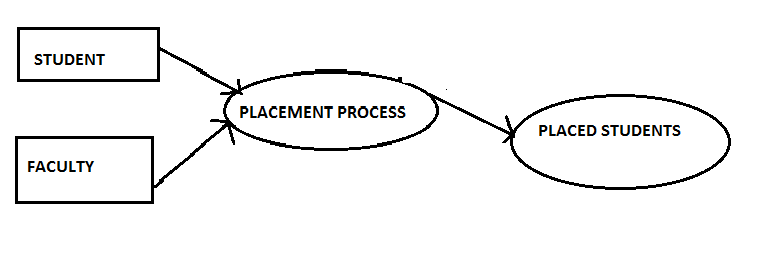 STUDENT
PLACEMENT PROCESS
PLACED STUDENTS
FACULTY